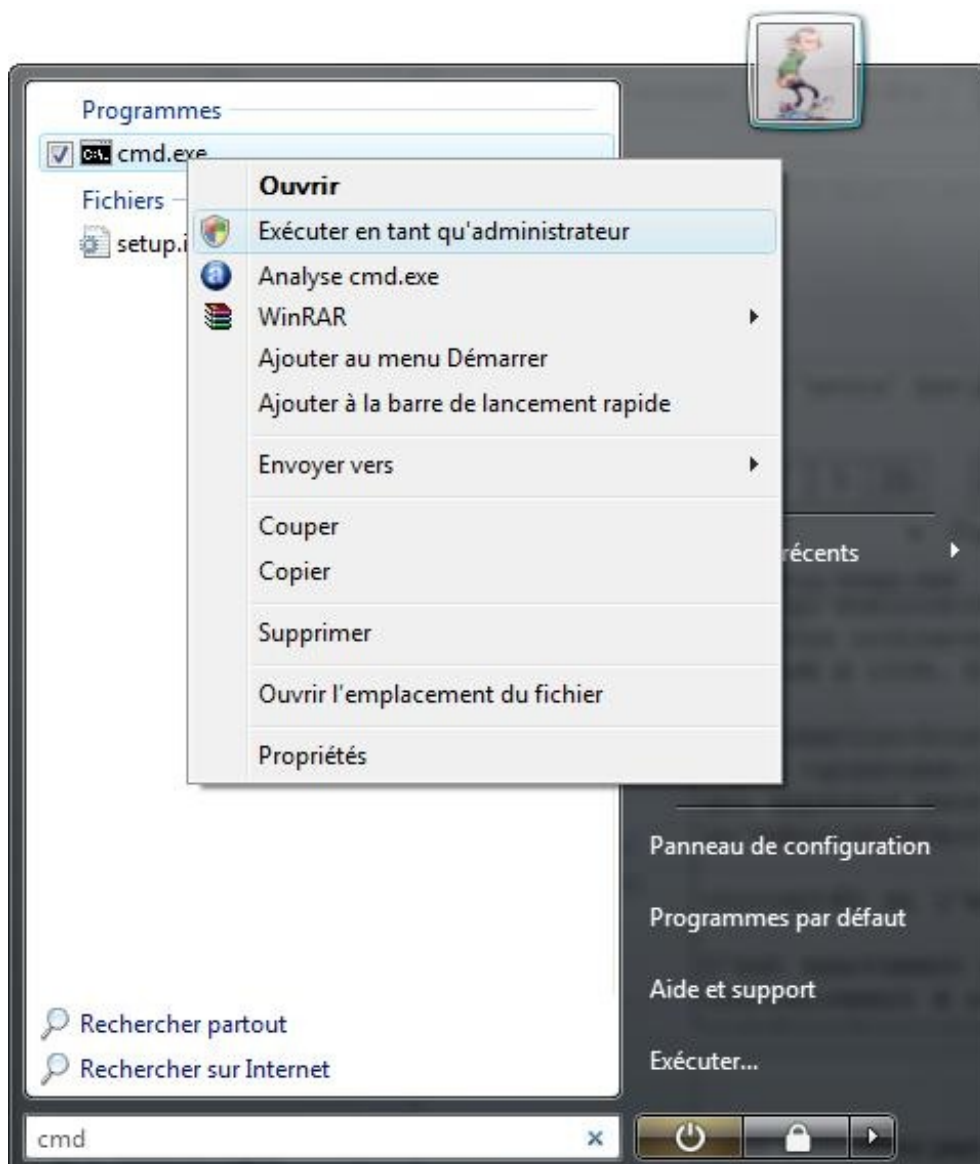 Programmes
cmd.exe
Fichiers
setup.i
Ouvrir
Exécuter en tant qu'administrateur
Analyse cmd.exe
WinRAR
Ajouter au menu Démarrer
Ajouter à la barre de lancement rapide
Envoyer vers
Couper
Copier
Supprimer
Ouvrir l'emplacement du fichier
Propriétés
récents
Panneau de configuration
Programmes par défaut
Aide et support
Exécuter...
Rechercher partout
Rechercher sur Internet
cmd